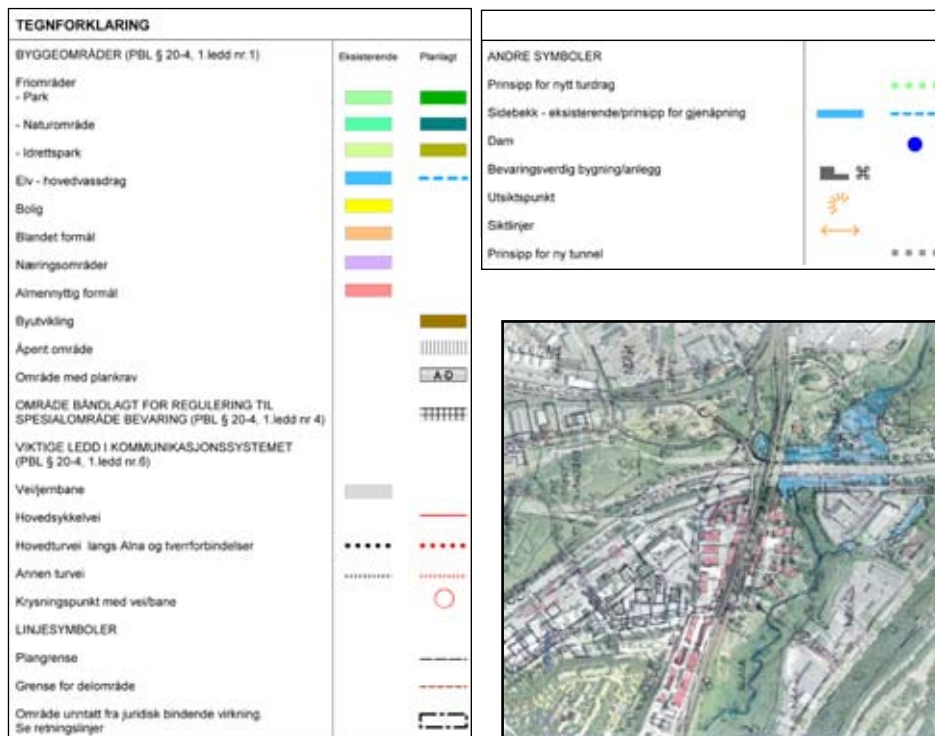 TEGNFORKLARING
BYGGEOMRÅDER (PBL § 20-4, 1.ledd nr.1)
Eksisterende
Planlagt
Friområder
- Park
- Naturområde
- Idrettspark
Elv - hovedvassdrag
Bolig
Blandet formål
Næringsområder
Almennyttig formål
Byutvikling
Åpent område
Område med plankrav
A-D
OMRÅDE BÅNDLAGT FOR REGULERING TIL
SPESIALOMRÅDE BEVARING (PBL § 20-4, 1.ledd nr 4)
VIKTIGE LEDD I KOMMUNIKASJONSSYSTEMET
(PBL § 20-4, 1.ledd nr.6)
Vei/jernbane
Hovedsykkelvei
Hovedturvei langs Alna og tverrforbindelser
Annen turvei
Krysningspunkt med vei/bane
LINJESYMBOLER
Plangrense
Grense for delområde
Område unntatt fra juridisk bindende virkning.
Se retningslinjer
ANDRE SYMBOLER
Prinsipp for nytt turdrag
Sidebekk - eksisterende/prinsipp for gjenåpning
Dam
Bevaringsverdig bygning/anlegg
Utsiktspunkt
Siktlinjer
Prinsipp for ny tunnel